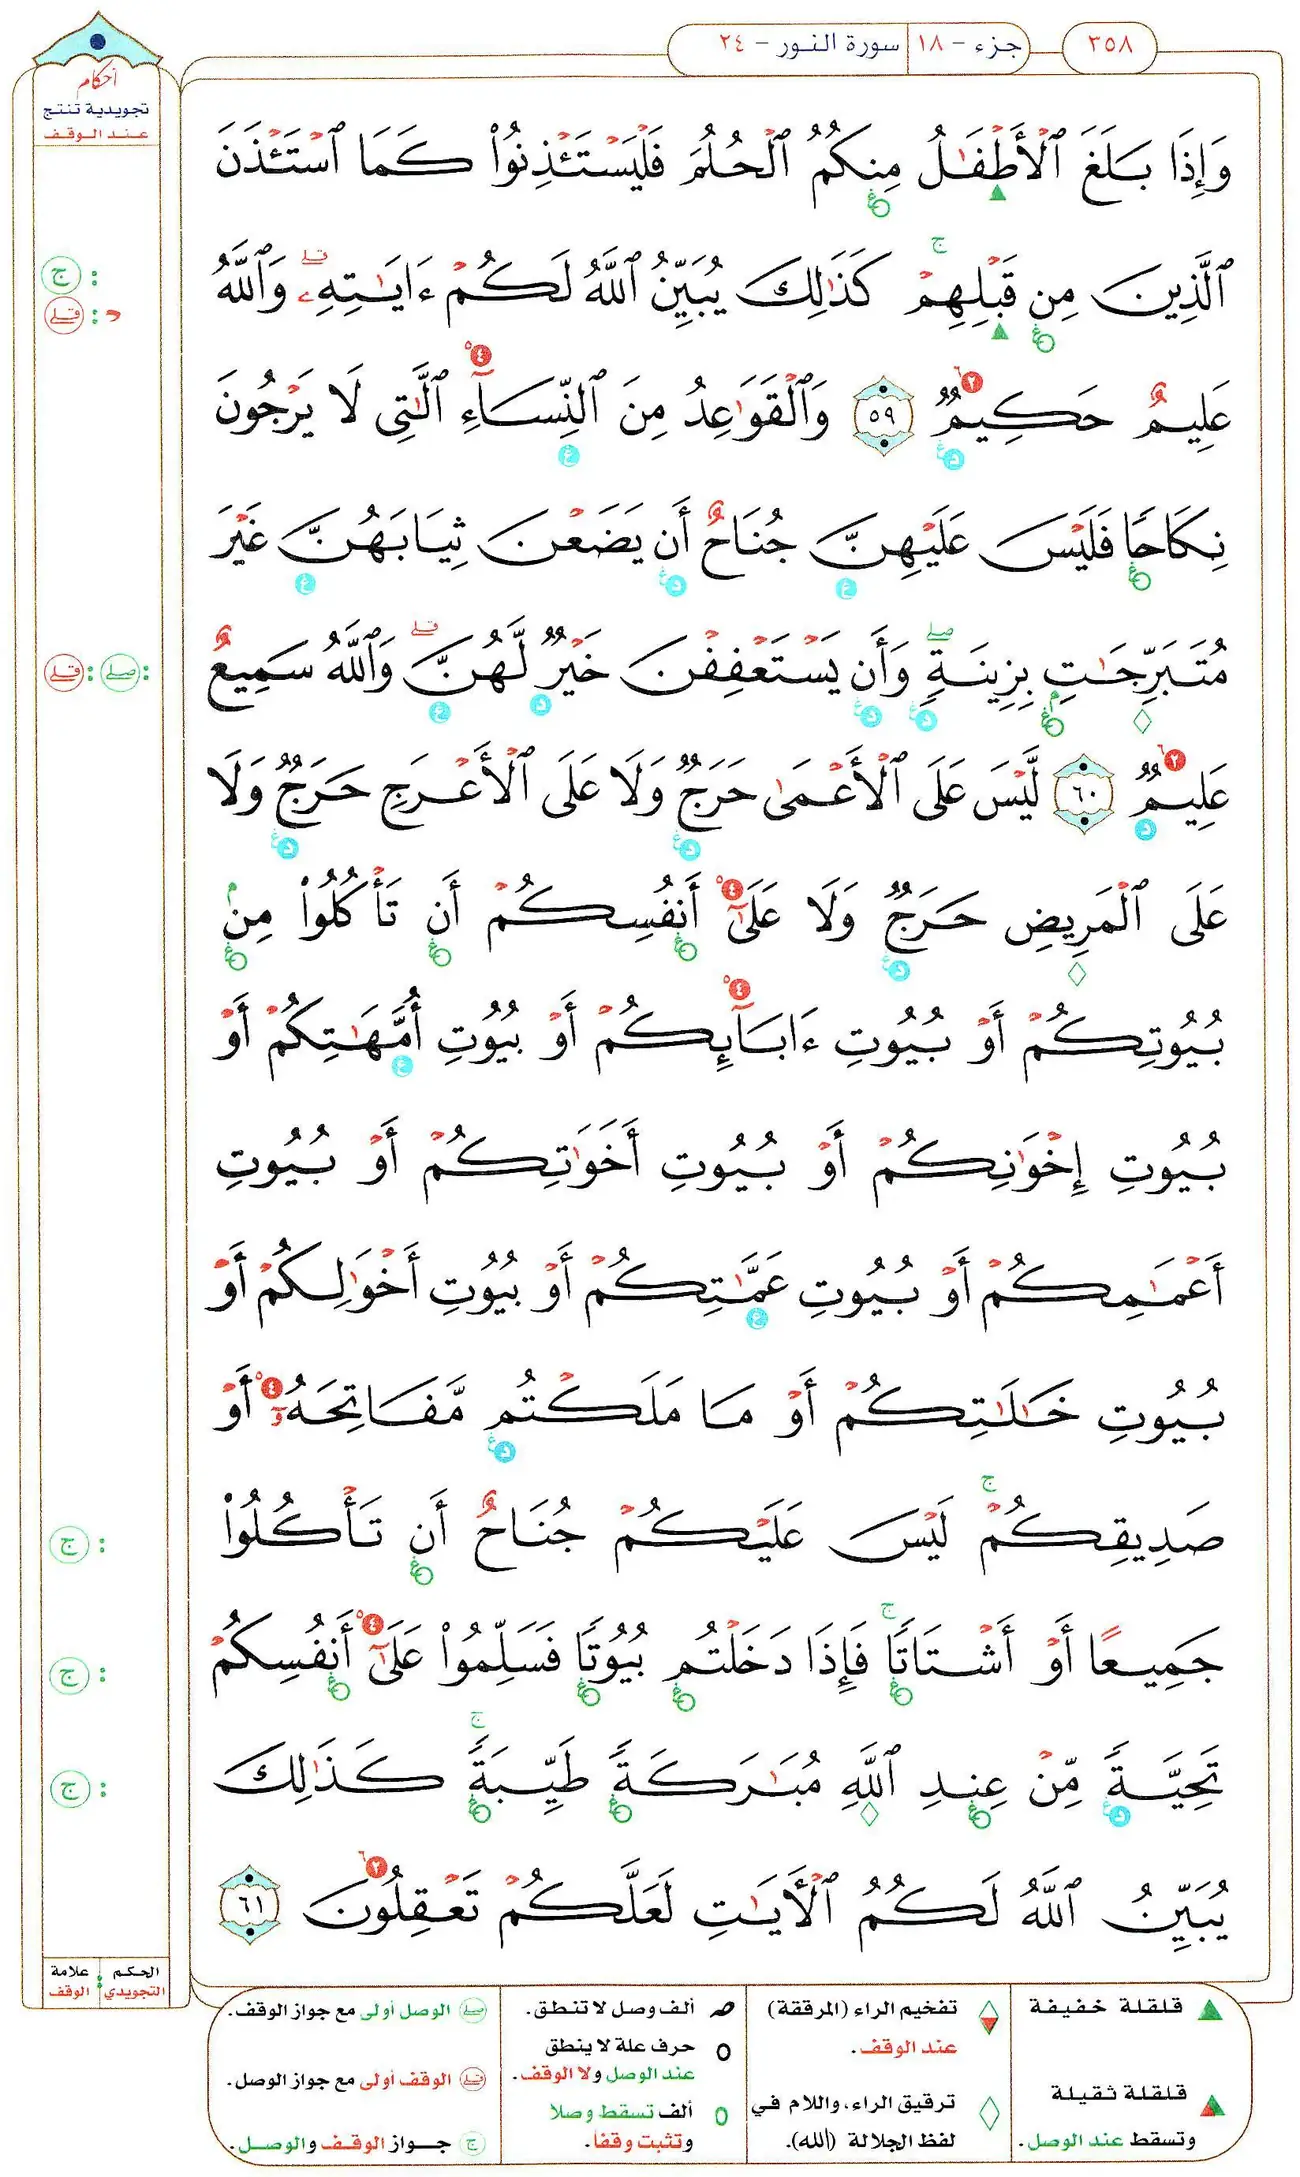 ٣٥٨
جزء - ١٨ سورة النور - ٢٤
أحكام
تجويدية تنتج
عند الوقف
وَإِذَا بَلَغَ ٱلْأَطْفَٰلُ مِنكُمُ ٱلْحُلُمَ فَلْيَسْتَـْٔذِنُوا۟ كَمَا ٱسْتَـْٔذَنَ
ٱلَّذِينَ مِن قَبْلِهِمْ ۚ كَذَٰلِكَ يُبَيِّنُ ٱللَّهُ لَكُمْ ءَايَٰتِهِۦ ۗ وَٱللَّهُ
عَلِيمٌ حَكِيمٌ ٥٩ وَٱلْقَوَٰعِدُ مِنَ ٱلنِّسَآءِ ٱلَّٰتِى لَا يَرْجُونَ
نِكَاحًا فَلَيْسَ عَلَيْهِنَّ جُنَاحٌ أَن يَضَعْنَ ثِيَابَهُنَّ غَيْرَ
مُتَبَرِّجَٰتٍۭ بِزِينَةٍ ۖ وَأَن يَسْتَعْفِفْنَ خَيْرٌ لَّهُنَّ ۗ وَٱللَّهُ سَمِيعٌ
عَلِيمٌ ٦٠ لَّيْسَ عَلَى ٱلْأَعْمَىٰ حَرَجٌ وَلَا عَلَى ٱلْأَعْرَجِ حَرَجٌ وَلَا
عَلَى ٱلْمَرِيضِ حَرَجٌ وَلَا عَلَىٰٓ أَنفُسِكُمْ أَن تَأْكُلُوا۟ مِنۢ
بُيُوتِكُمْ أَوْ بُيُوتِ ءَابَآئِكُمْ أَوْ بُيُوتِ أُمَّهَٰتِكُمْ أَوْ
بُيُوتِ إِخْوَٰنِكُمْ أَوْ بُيُوتِ أَخَوَٰتِكُمْ أَوْ بُيُوتِ
أَعْمَٰمِكُمْ أَوْ بُيُوتِ عَمَّٰتِكُمْ أَوْ بُيُوتِ أَخْوَٰلِكُمْ أَوْ
بُيُوتِ خَٰلَٰتِكُمْ أَوْ مَا مَلَكْتُم مَّفَاتِحَهُۥٓ أَوْ
صَدِيقِكُمْ ۚ لَيْسَ عَلَيْكُمْ جُنَاحٌ أَن تَأْكُلُوا۟
جَمِيعًا أَوْ أَشْتَاتًا ۚ فَإِذَا دَخَلْتُم بُيُوتًا فَسَلِّمُوا۟ عَلَىٰٓ أَنفُسِكُمْ
تَحِيَّةً مِّنْ عِندِ ٱللَّهِ مُبَٰرَكَةً طَيِّبَةً ۚ كَذَٰلِكَ
يُبَيِّنُ ٱللَّهُ لَكُمُ ٱلْأَيَٰتِ لَعَلَّكُمْ تَعْقِلُونَ ٦١
الحكم التجويدي : علامة الوقف
قلقلة خفيفة
قلقلة ثقيلة
وتسقط عند الوصل.
تفخيم الراء (المرققة)
عند الوقف.
ترقيق الراء، واللام في
لفظ الجلالة (الله).
ألف وصل لا تنطق.
حرف علة لا ينطق
عند الوصل ولا الوقف.
ألف تسقط وصلا
وتثبت وقفا.
الوصل أولى مع جواز الوقف.
الوقف أولى مع جواز الوصل.
جـواز الوقـف والوصـل.